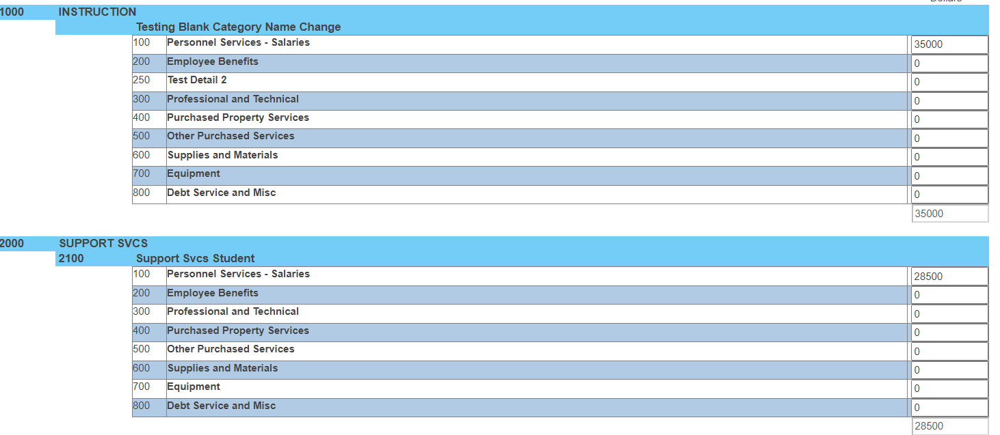 Dollars
1000 INSTRUCTION
Testing Blank Category Name Change
100 Personnel Services - Salaries 35000
200 Employee Benefits 0
250 Test Detail 2 0
300 Professional and Technical 0
400 Purchased Property Services 0
500 Other Purchased Services 0
600 Supplies and Materials 0
700 Equipment 0
800 Debt Service and Misc 0
35000
2000 SUPPORT SVCS
2100 Support Svcs Student
100 Personnel Services - Salaries 28500
200 Employee Benefits 0
300 Professional and Technical 0
400 Purchased Property Services 0
500 Other Purchased Services 0
600 Supplies and Materials 0
700 Equipment 0
800 Debt Service and Misc 0
28500